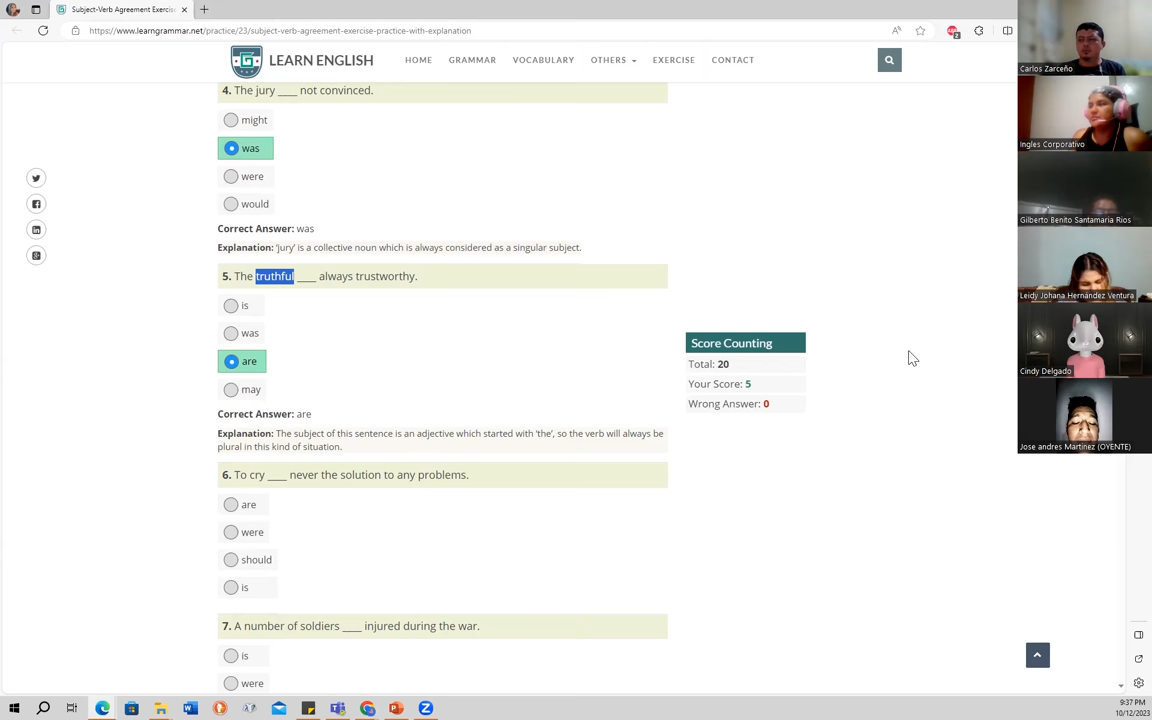 Subject-Verb Agreement Exercise
https://www.learngrammar.net/practice/23/subject-verb-agreement-exercise-practice-with-explanation
LEARN ENGLISH
HOME GRAMMAR VOCABULARY OTHERS EXERCISE CONTACT
4. The jury ____ not convinced.
might
was
were
would
Correct Answer: was
Explanation: 'jury' is a collective noun which is always considered as a singular subject.
5. The truthful ____ always trustworthy.
is
was
are
may
Correct Answer: are
Explanation: The subject of this sentence is an adjective which started with 'the', so the verb will always be
plural in this kind of situation.
6. To cry ____ never the solution to any problems.
are
were
should
is
7. A number of soldiers ____ injured during the war.
is
were
Score Counting
Total: 20
Your Score: 5
Wrong Answer: 0
Carlos Zarceño
Ingles Corporativo
Gilberto Benito Santamaria Rios
Leidy Johana Hernández Ventura
Cindy Delgado
Jose andres Martinez (OYENTE)
9:37 PM
10/12/2023